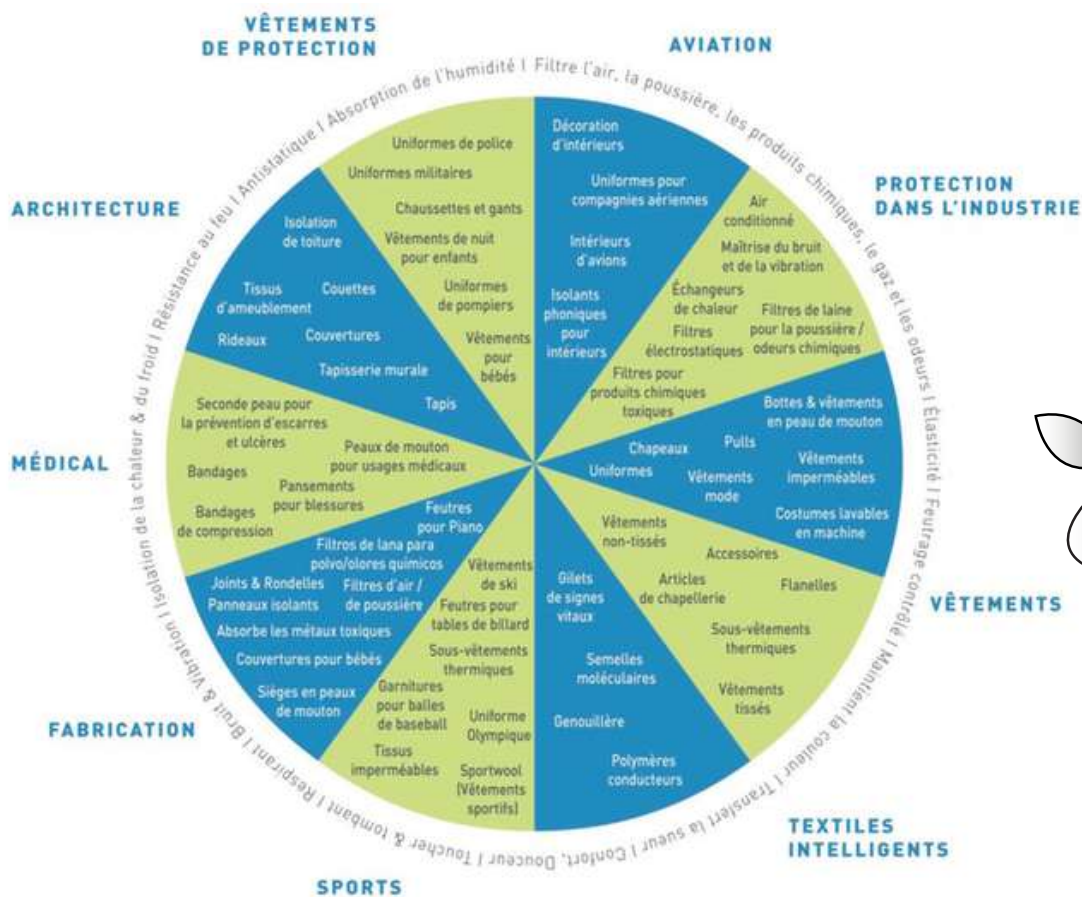 VÊTEMENTS
DE PROTECTION
AVIATION
PROTECTION
DANS L'INDUSTRIE
VÊTEMENTS
TEXTILES
INTELLIGENTS
SPORTS
FABRICATION
MÉDICAL
ARCHITECTURE
Filtre l'air, la poussière, les produits chimiques, le gaz et les odeurs I Élasticité I Feutrage contrôlé I Maintient la couleur I Transfert la sueur I Confort, Douceur I Toucher & tombant I Respirant I Bruit & Vibration I Isolation de la chaleur & du froid I Résistance au feu I Antistatique I Absorption de l'humidité I
Décoration
d'intérieurs
Uniformes pour
compagnies aériennes
Intérieurs
d'avions
Isolants
phoniques
pour
intérieurs
Air
conditionné
Maîtrise du bruit
et de la vibration
Échangeurs
de chaleur
Filtres de laine
pour la poussière /
odeurs chimiques
Filtres
électrostatiques
Filtres pour
produits chimiques
toxiques
Bottes & vêtements
en peau de mouton
Chapeaux
Pulls
Uniformes
Vêtements
mode
Vêtements
imperméables
Costumes lavables
en machine
Vêtements
non-tissés
Accessoires
Articles
de chapellerie
Flanelles
Sous-vêtements
thermiques
Vêtements
tissés
Gilets
de signes
vitaux
Semelles
moléculaires
Genouillère
Polymères
conducteurs
Vêtements
de ski
Feutres pour
tables de billard
Sous-vêtements
thermiques
Garnitures
pour balles
de baseball
Uniforme
Olympique
Tissus
imperméables
Sportwool
(Vêtements
sportifs)
Feutres
pour Piano
Filtros de lana para
polvo/olores químicos
Joints & Rondelles
Filtres d'air /
de poussière
Panneaux isolants
Absorbe les métaux toxiques
Couvertures pour bébés
Sièges en peaux
de mouton
Seconde peau pour
la prévention d'escarres
et ulcères
Peaux de mouton
pour usages médicaux
Bandages
Pansements
pour blessures
Bandages
de compression
Isolation
de toiture
Tissus
d'ameublement
Couettes
Rideaux
Couvertures
Tapisserie murale
Tapis
Uniformes de police
Uniformes militaires
Chaussettes et gants
Vêtements de nuit
pour enfants
Uniformes
de pompiers
Vêtements
pour
bébés